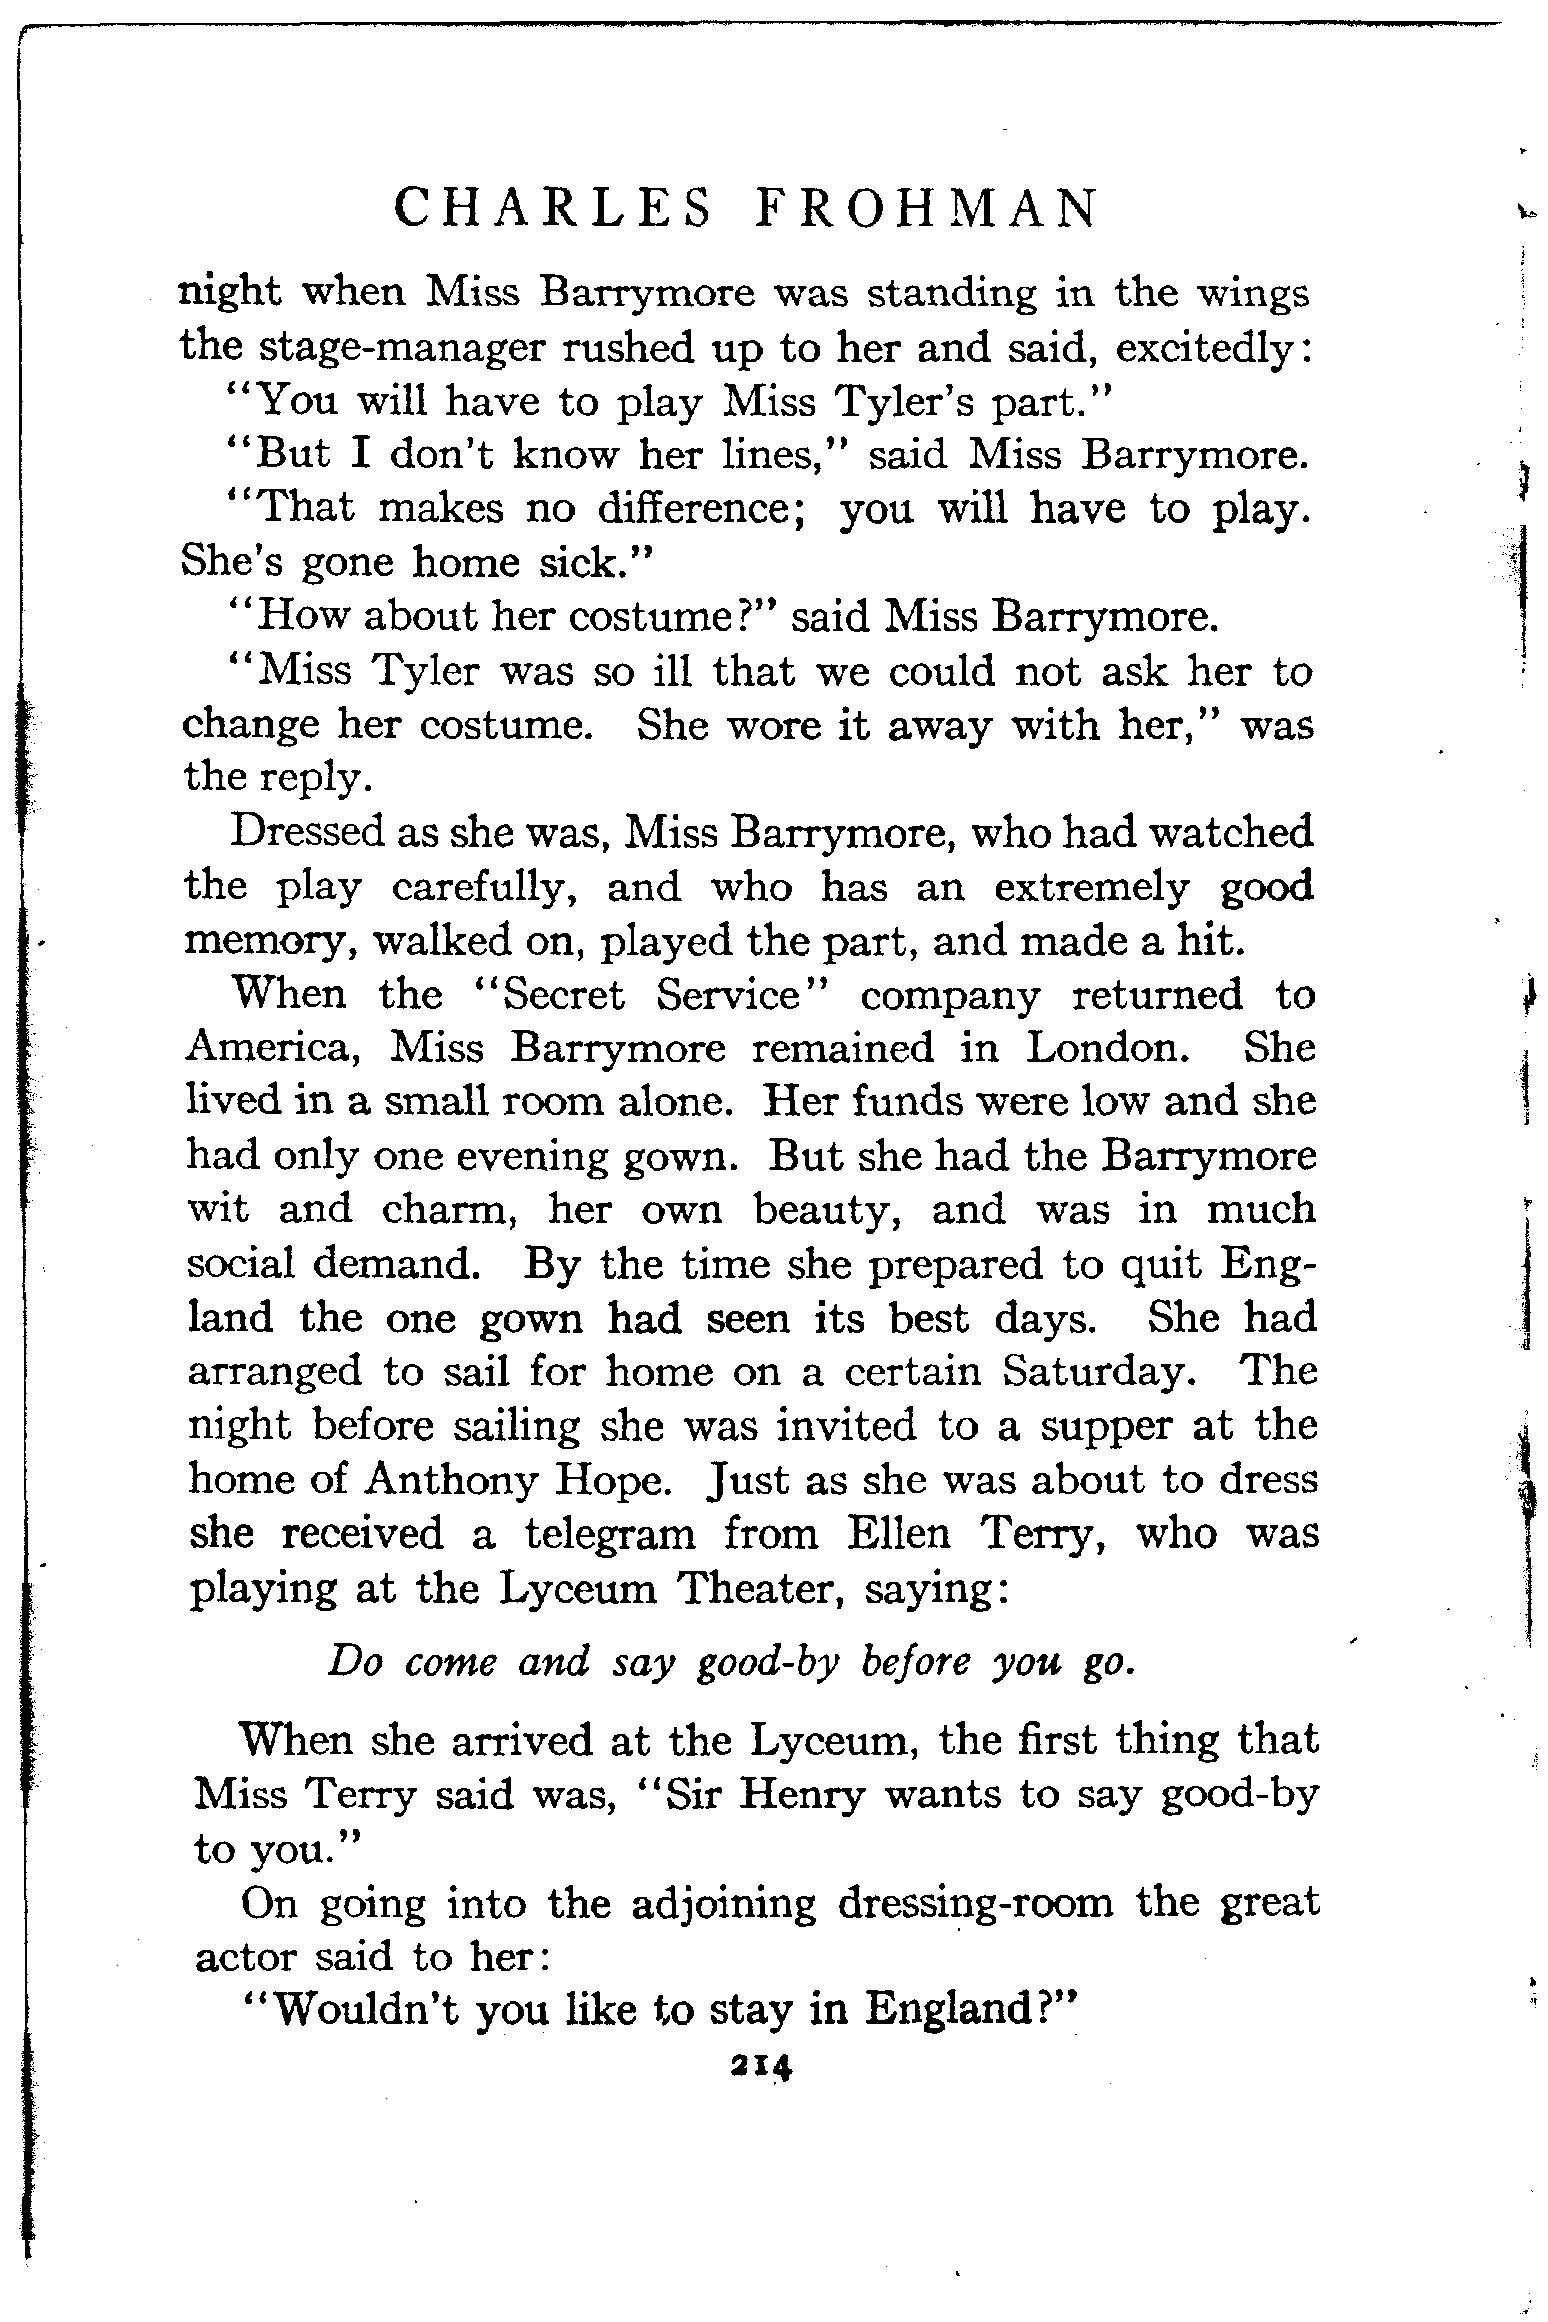 CHARLES FROHMAN
night when Miss Barrymore was standing in the wings
the stage-manager rushed up to her and said, excitedly:
"You will have to play Miss Tyler's part."
"But I don't know her lines," said Miss Barrymore.
"That makes no difference; you will have to play.
She's gone home sick."
"How about her costume?" said Miss Barrymore.
"Miss Tyler was so ill that we could not ask her to
change her costume. She wore it away with her," was
the reply.
Dressed as she was, Miss Barrymore, who had watched
the play carefully, and who has an extremely good
memory, walked on, played the part, and made a hit.
When the "Secret Service" company returned to
America, Miss Barrymore remained in London. She
lived in a small room alone. Her funds were low and she
had only one evening gown. But she had the Barrymore
wit and charm, her own beauty, and was in much
social demand. By the time she prepared to quit Eng-
land the one gown had seen its best days. She had
arranged to sail for home on a certain Saturday. The
night before sailing she was invited to a supper at the
home of Anthony Hope. Just as she was about to dress
she received a telegram from Ellen Terry, who was
playing at the Lyceum Theater, saying:
Do come and say good-by before you go.
When she arrived at the Lyceum, the first thing that
Miss Terry said was, "Sir Henry wants to say good-by
to you."
On going into the adjoining dressing-room the great
actor said to her:
"Wouldn't you like to stay in England?"
214